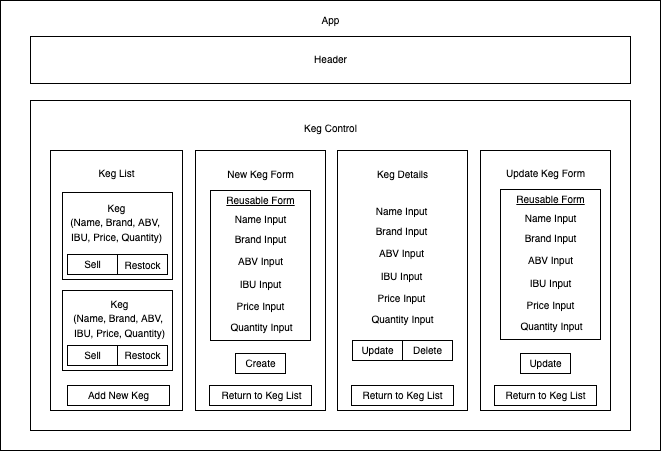 App
Header
Keg Control
Keg List
Keg
(Name, Brand, ABV,
IBU, Price, Quantity)
Sell
Restock
Keg
(Name, Brand, ABV,
IBU, Price, Quantity)
Sell
Restock
Add New Keg
New Keg Form
Reusable Form
Name Input
Brand Input
ABV Input
IBU Input
Price Input
Quantity Input
Create
Return to Keg List
Keg Details
Name Input
Brand Input
ABV Input
IBU Input
Price Input
Quantity Input
Update
Delete
Return to Keg List
Update Keg Form
Reusable Form
Name Input
Brand Input
ABV Input
IBU Input
Price Input
Quantity Input
Update
Return to Keg List